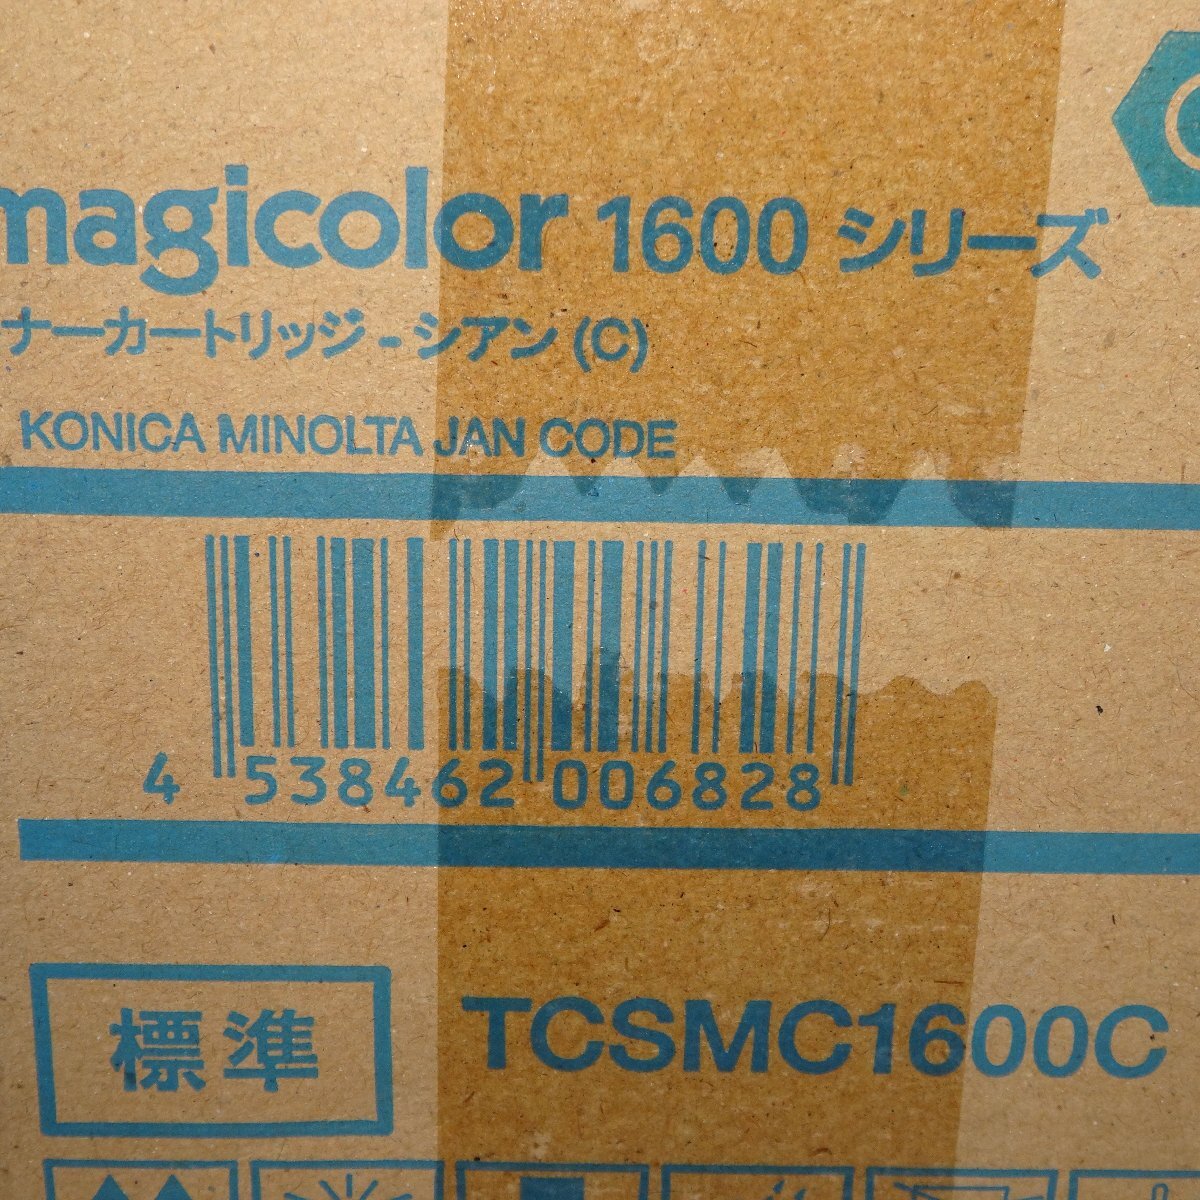 magicolor 1600 シリーズ
ナーカートリッジ - シアン (C)
KONICA MINOLTA JAN CODE
4 538462 006828
標準
TCSMC1600C